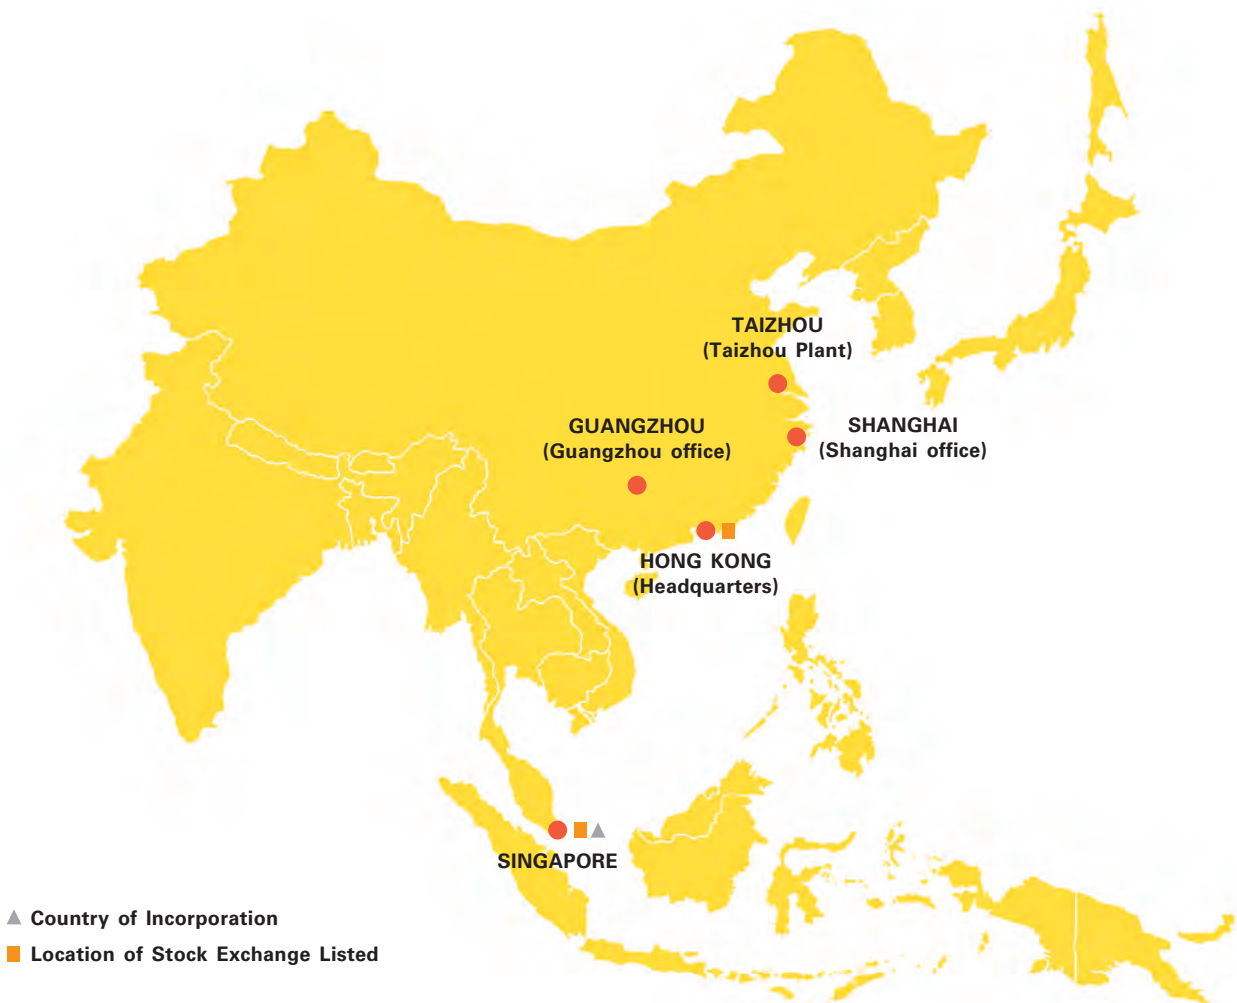 TAIZHOU
(Taizhou Plant)
GUANGZHOU
(Guangzhou office)
SHANGHAI
(Shanghai office)
HONG KONG
(Headquarters)
SINGAPORE
Country of Incorporation
Location of Stock Exchange Listed